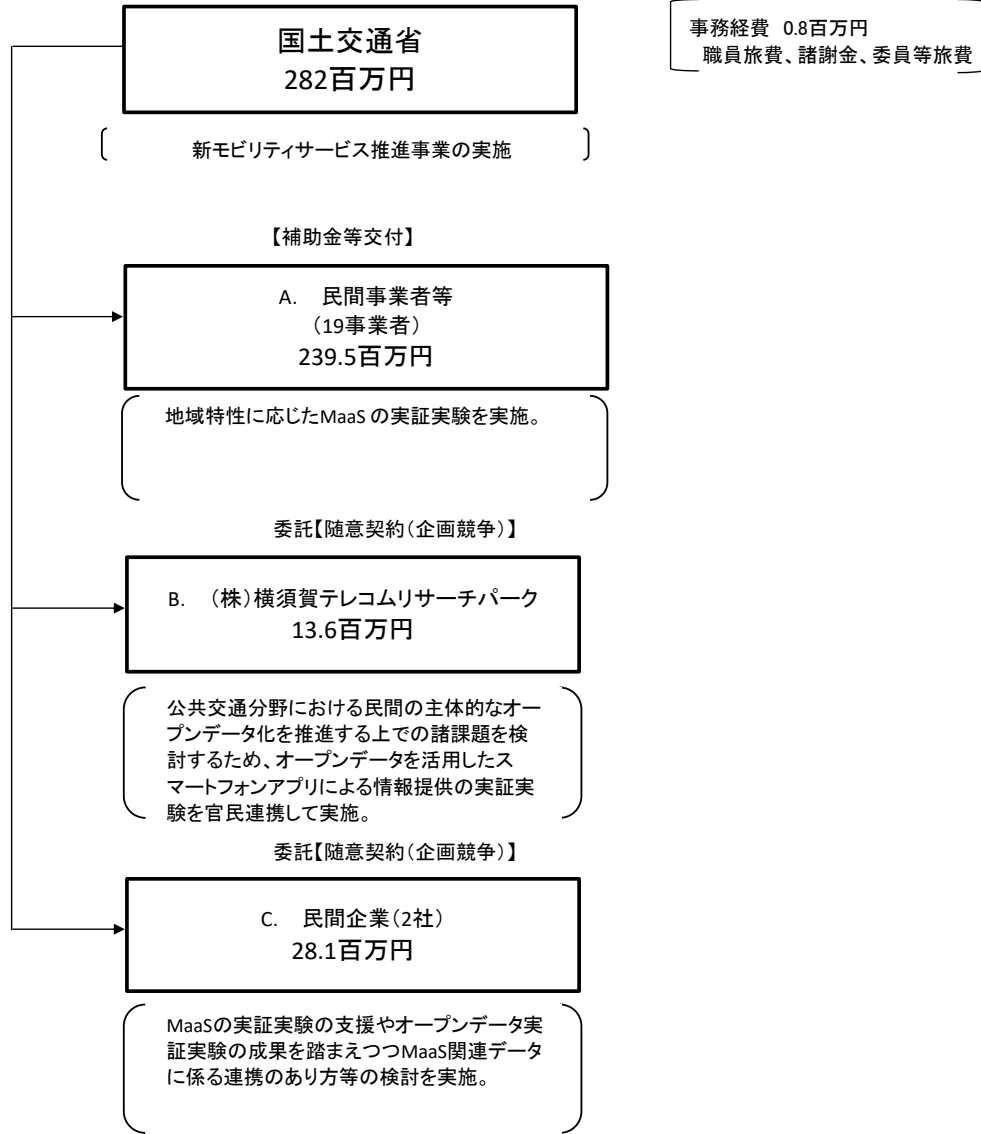 国土交通省
282百万円
事務経費 0.8百万円
職員旅費、諸謝金、委員等旅費
新モビリティサービス推進事業の実施
【補助金等交付】
A. 民間事業者等
（19事業者）
239.5百万円
地域特性に応じたMaaS の実証実験を実施。
委託【随意契約（企画競争）】
B. （株）横須賀テレコムリサーチパーク
13.6百万円
公共交通分野における民間の主体的なオー
プンデータ化を推進する上での諸課題を検
討するため、オープンデータを活用したス
マートフォンアプリによる情報提供の実証実
験を官民連携して実施。
委託【随意契約（企画競争）】
C. 民間企業（2社）
28.1百万円
MaaSの実証実験の支援やオープンデータ実
証実験の成果を踏まえつつMaaS関連データ
に係る連携のあり方等の検討を実施。